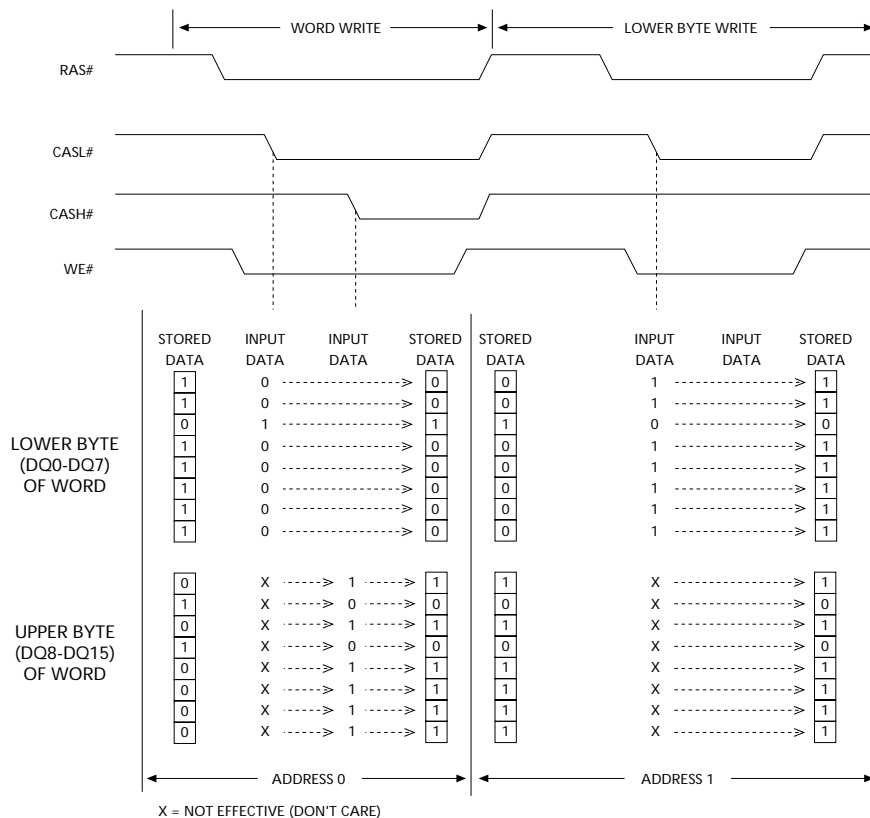 WORD WRITE LOWER BYTE WRITE
RAS#
CASL#
CASH#
WE#
STORED INPUT INPUT STORED STORED INPUT INPUT STORED
DATA DATA DATA DATA DATA DATA DATA DATA
1 0 0 0 1 1
1 0 0 0 1 1
0 1 1 1 0 0
1 0 0 0 1 1
1 0 0 0 1 1
1 0 0 0 1 1
1 0 0 0 1 1
1 0 0 0 1 1
LOWER BYTE
(DQ0-DQ7)
OF WORD
0 X 1 1 1 X 1
1 X 0 0 0 X 0
0 X 1 1 1 X 1
1 X 0 0 0 X 0
0 X 1 1 1 X 1
0 X 1 1 1 X 1
0 X 1 1 1 X 1
0 X 1 1 1 X 1
UPPER BYTE
(DQ8-DQ15)
OF WORD
ADDRESS 0 ADDRESS 1
X = NOT EFFECTIVE (DON'T CARE)